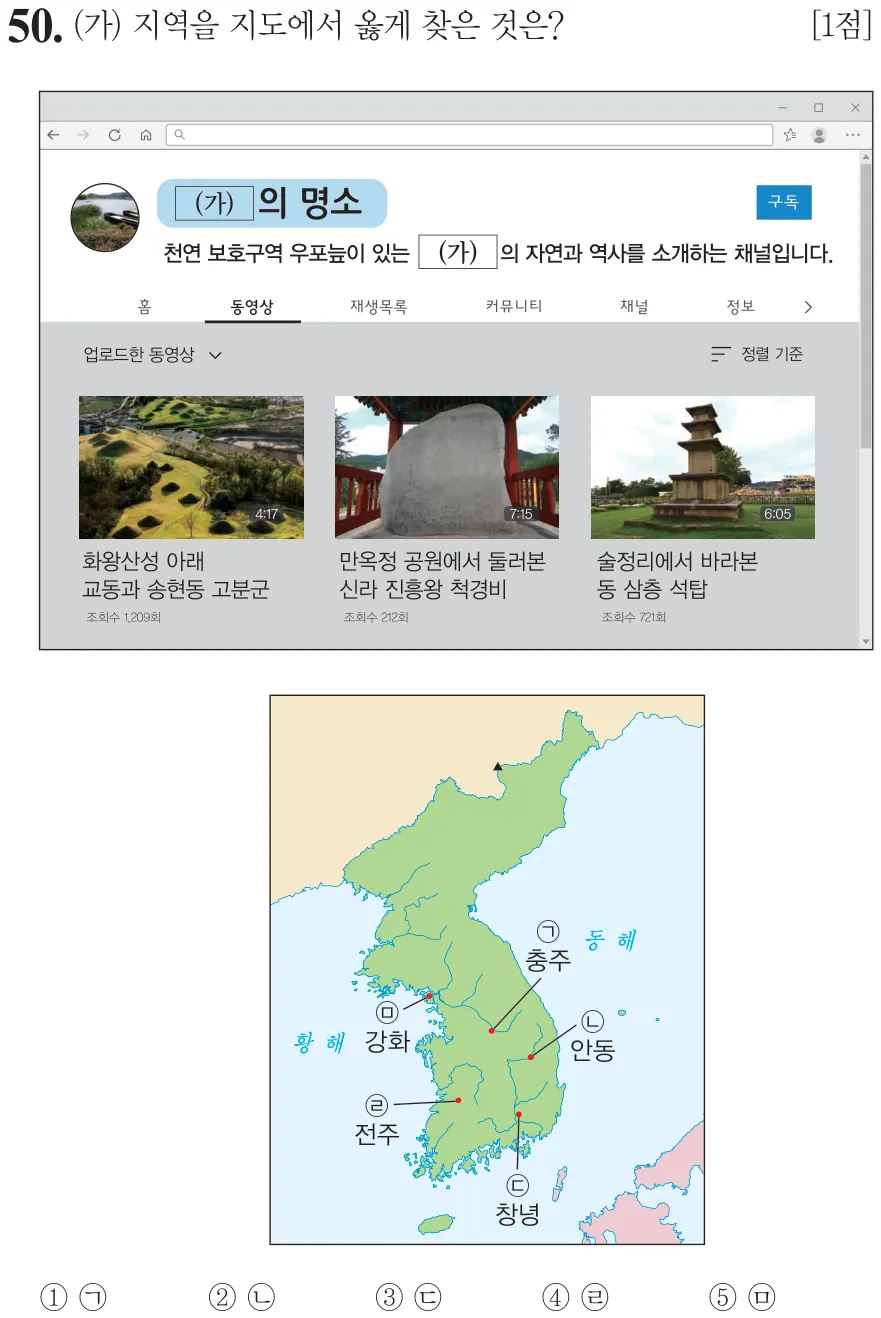 50. (가) 지역을 지도에서 옳게 찾은 것은? [1점]
(가) 의 명소
구독
천연 보호구역 우포늪이 있는 (가) 의 자연과 역사를 소개하는 채널입니다.
홈 동영상 재생목록 커뮤니티 채널 정보
업로드한 동영상 정렬 기준
4:17 7:15 6:05
화왕산성 아래
교동과 송현동 고분군
조회수 1,209회
만옥정 공원에서 둘러본
신라 진흥왕 척경비
조회수 212회
술정리에서 바라본
동 삼층 석탑
조회수 721회
㉠
충주
동 해
㉤
강화
황 해
㉡
안동
㉣
전주
㉢
창녕
① ㉠ ② ㉡ ③ ㉢ ④ ㉣ ⑤ ㉤